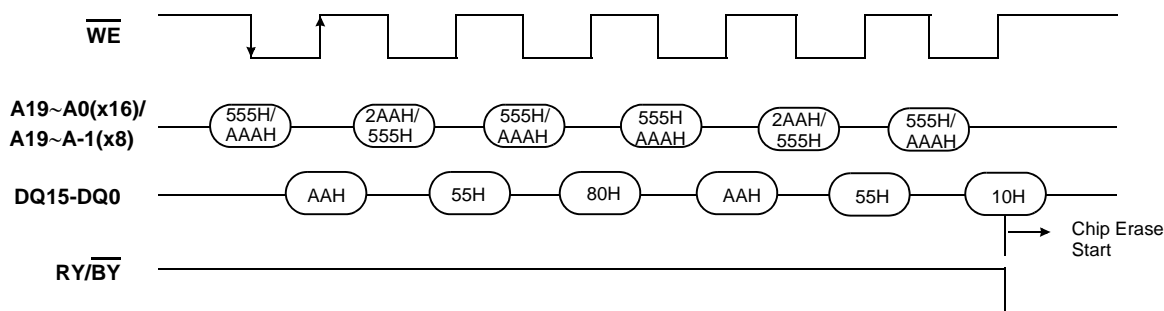 WE
A19~A0(x16)/
A19~A-1(x8)
555H/
AAAH
2AAH/
555H
555H/
AAAH
555H
AAAH
2AAH/
555H
555H/
AAAH
DQ15-DQ0
AAH
55H
80H
AAH
55H
10H
Chip Erase
Start
RY/BY